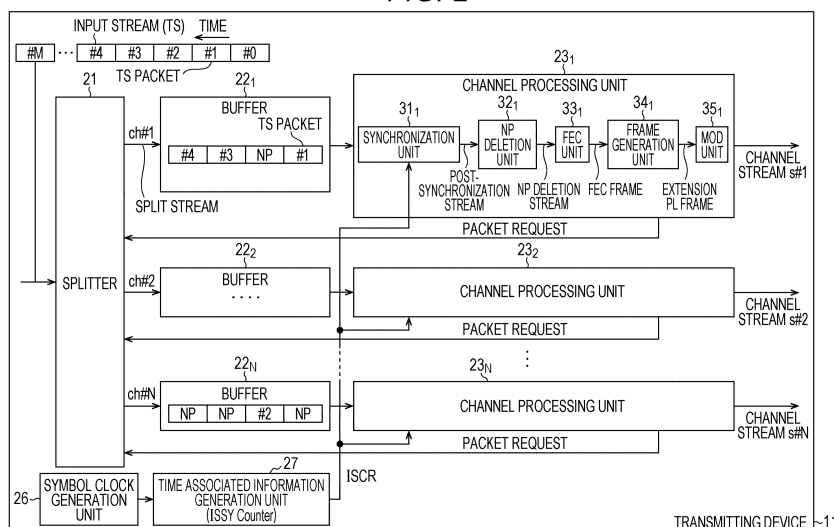 INPUT STREAM (TS) TIME
#M ... #4 #3 #2 #1 #0
TS PACKET
21
22₁
BUFFER
TS PACKET
#4 #3 NP #1
ch#1
SPLIT STREAM
23₁
CHANNEL PROCESSING UNIT
31₁ 32₁ 33₁ 34₁ 35₁
SYNCHRONIZATION UNIT
NP DELETION UNIT
FEC UNIT
FRAME GENERATION UNIT
MOD UNIT
POST-SYNCHRONIZATION STREAM
NP DELETION STREAM
FEC FRAME
EXTENSION PL FRAME
CHANNEL STREAM s#1
PACKET REQUEST
SPLITTER
ch#2
22₂
BUFFER
....
23₂
CHANNEL PROCESSING UNIT
CHANNEL STREAM s#2
PACKET REQUEST
ch#N
22N
BUFFER
NP NP #2 NP
23N
CHANNEL PROCESSING UNIT
CHANNEL STREAM s#N
PACKET REQUEST
ISCR
26
SYMBOL CLOCK GENERATION UNIT
27
TIME ASSOCIATED INFORMATION GENERATION UNIT (ISSY Counter)
TRANSMITTING DEVICE